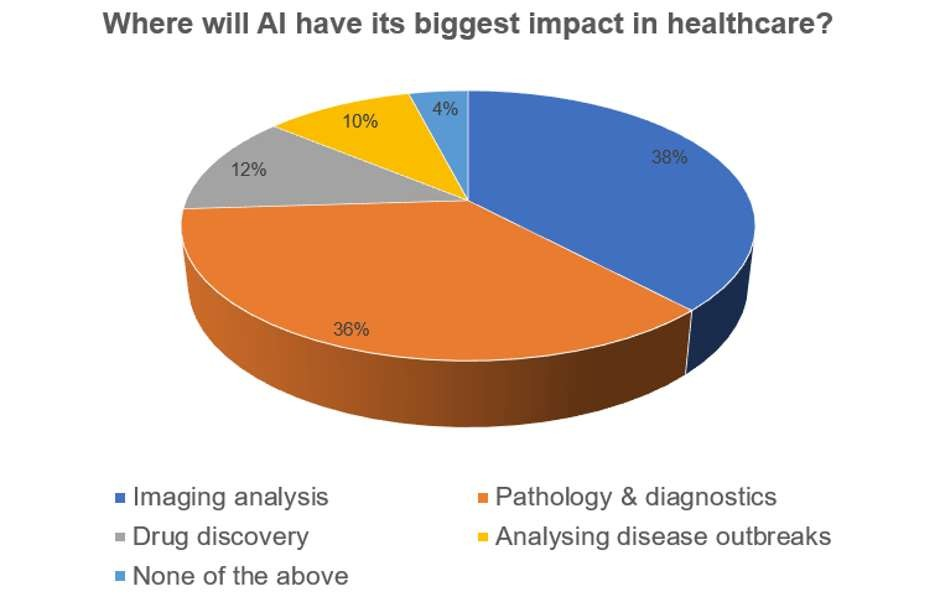 Where will AI have its biggest impact in healthcare?
4%
10%
38%
12%
36%
Imaging analysis
Pathology & diagnostics
Drug discovery
Analysing disease outbreaks
None of the above